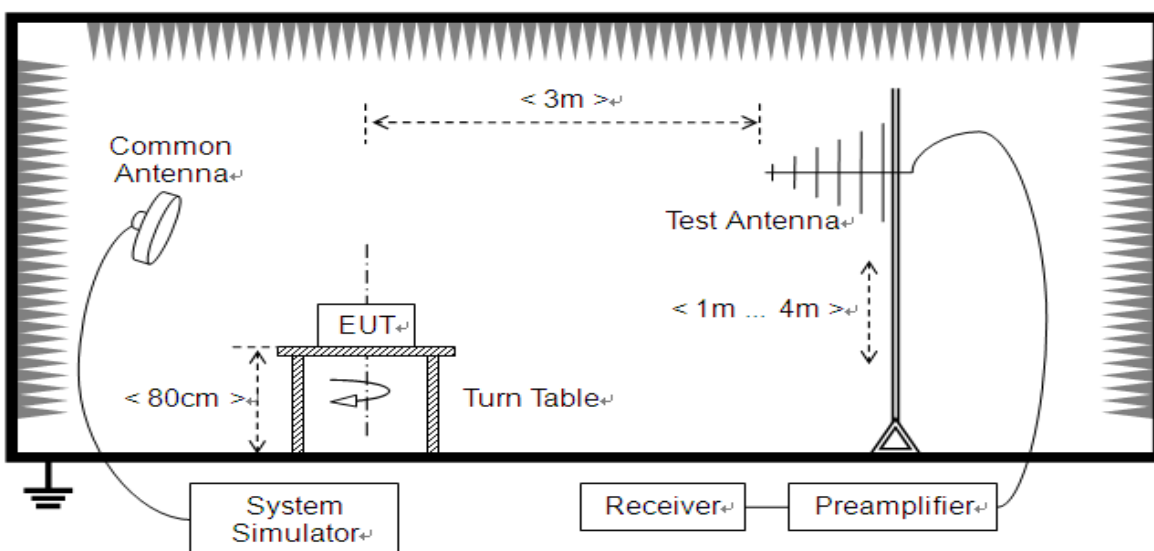 < 3m >↵
Common
Antenna↵
Test Antenna↵
< 1m ... 4m >↵
EUT↵
< 80cm >↵
Turn Table↵
System
Simulator↵
Receiver↵
Preamplifier↵